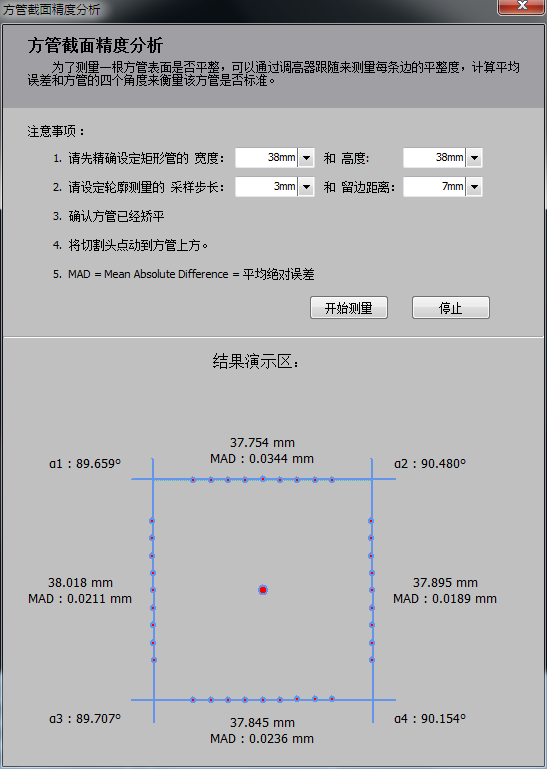 方管截面精度分析
方管截面精度分析
为了测量一根方管表面是否平整，可以通过调高器跟随来测量每条边的平整度，计算平均
误差和方管的四个角度来衡量该方管是否标准。
注意事项：
1. 请先精确设定矩形管的 宽度： 38mm 和 高度: 38mm
2. 请设定轮廓测量的 采样步长： 3mm 和 留边距离： 7mm
3. 确认方管已经矫平
4. 将切割头点动到方管上方。
5. MAD = Mean Absolute Difference = 平均绝对误差
开始测量 停止
结果演示区：
37.754 mm
MAD：0.0344 mm
α1：89.659º α2：90.480º
38.018 mm 37.895 mm
MAD：0.0211 mm MAD：0.0189 mm
α3：89.707º α4：90.154º
37.845 mm
MAD：0.0236 mm